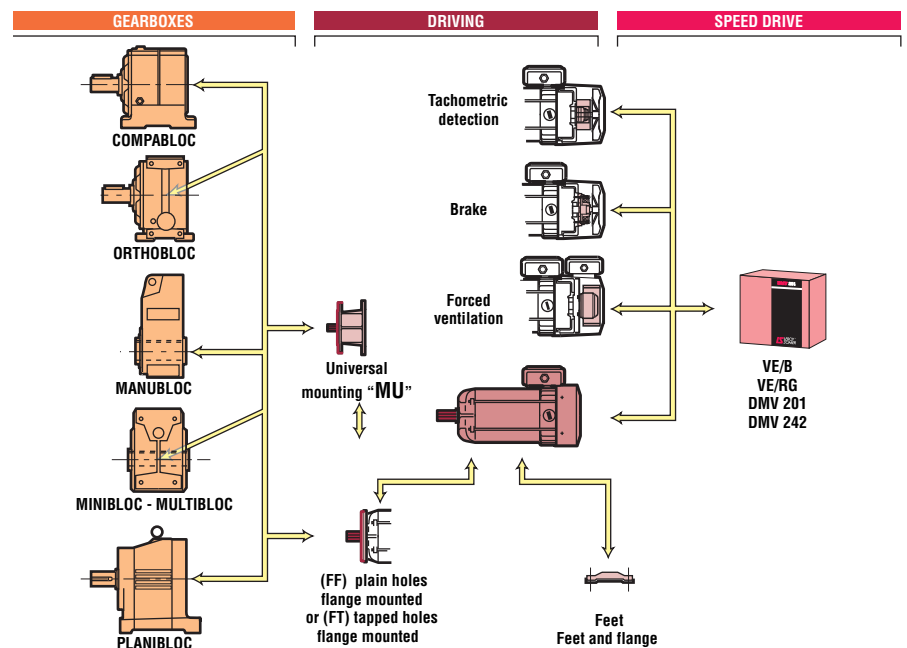 GEARBOXES
DRIVING
SPEED DRIVE
COMPABLOC
ORTHOBLOC
MANUBLOC
MINIBLOC - MULTIBLOC
PLANIBLOC
Tachometric
detection
Brake
Forced
ventilation
Universal
mounting “MU”
(FF) plain holes
flange mounted
or (FT) tapped holes
flange mounted
Feet
Feet and flange
VE/B
VE/RG
DMV 201
DMV 242